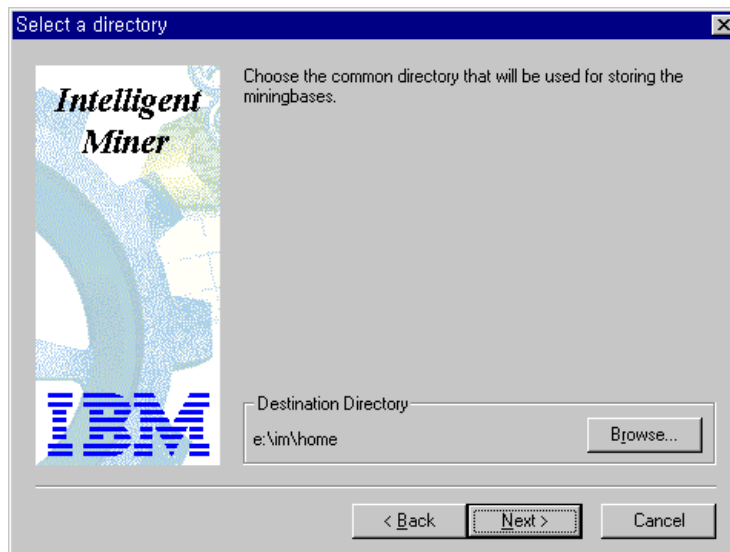 Select a directory
Intelligent
Miner
Choose the common directory that will be used for storing the
miningbases.
IBM
Destination Directory
e:\im\home
Browse...
< Back
Next >
Cancel